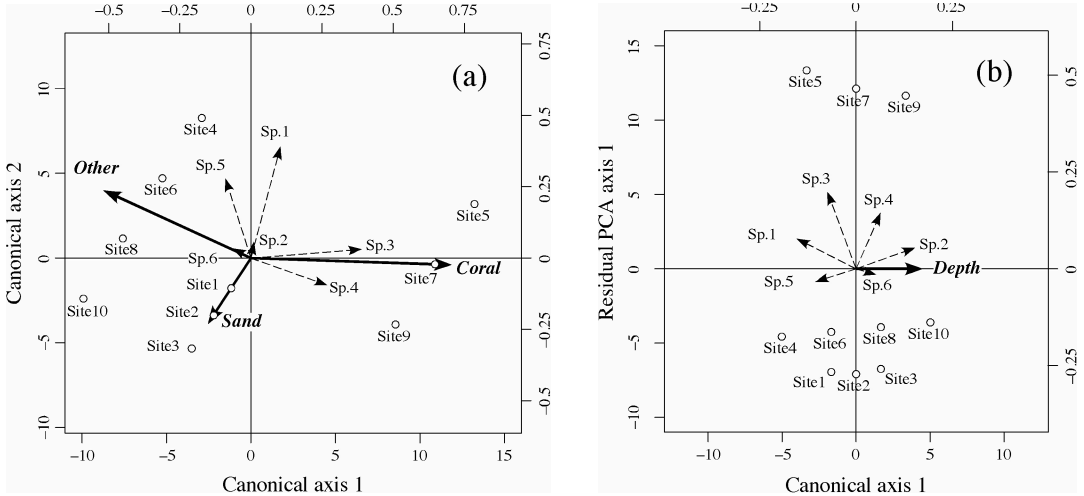 -0.5 -0.25 0 0.25 0.5 0.75
(a)
Site4
Sp.1
Sp.5
Other
Site6
Site5
Site8
Sp.2
Sp.3
Sp.6
Coral
Site7
Site1
Sp.4
Site10
Site2
Sand
Site9
Site3
10
5
0
-5
-10
Canonical axis 2
0.75
0.5
0.25
0
-0.25
-0.5
-10 -5 0 5 10 15
Canonical axis 1
-0.25 0 0.25
(b)
Site5
Site7
Site9
Sp.3
Sp.4
Sp.1
Sp.2
Depth
Sp.5
Sp.6
Site4
Site6
Site8
Site10
Site1
Site2
Site3
15
10
5
0
-5
-10
Residual PCA axis 1
0.5
0.25
0
-0.25
-10 -5 0 5 10
Canonical axis 1